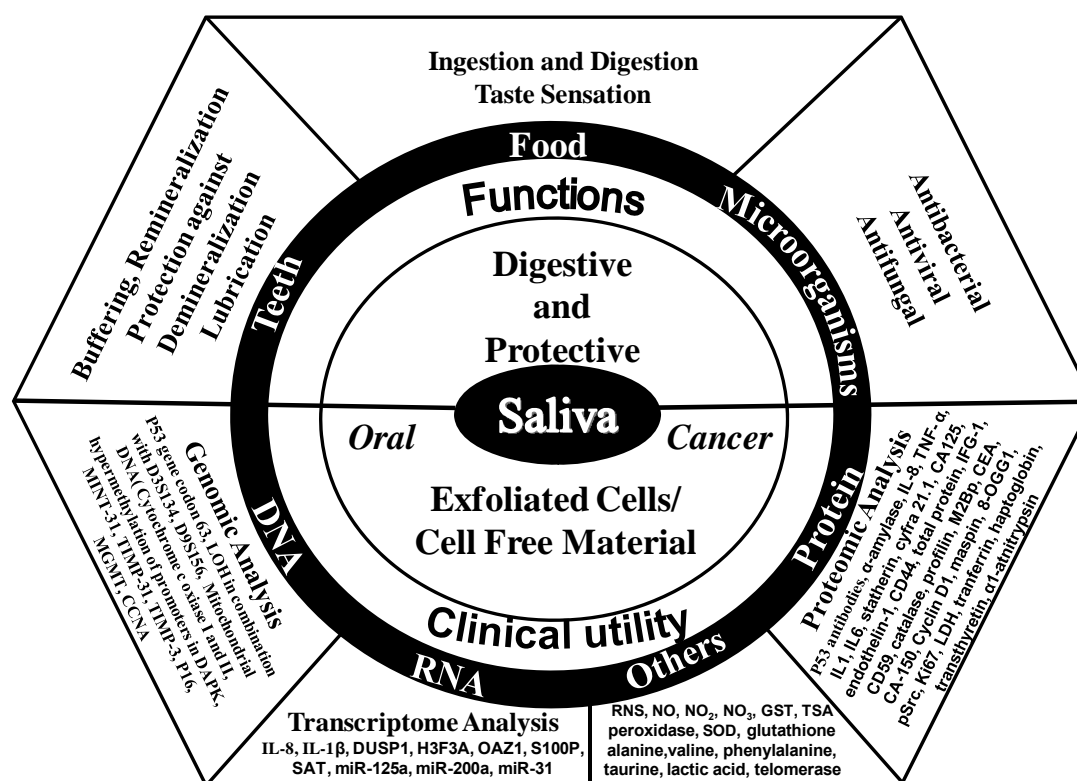 Ingestion and Digestion
Taste Sensation
Food
Functions
Buffering, Remineralization
Protection against
Demineralization
Lubrication
Teeth
Microorganisms
Antibacterial
Antiviral
Antifungal
Digestive
and
Protective
Saliva
Oral
Cancer
Exfoliated Cells/
Cell Free Material
Clinical utility
DNA
Genomic Analysis
P53 gene codon 63, LOH in combination
with D3S134, D9S156, Mitochondrial
DNA(Cytochrome c oxiase I and II,
hypermethylation of promoters in DAPK,
MINT-31, TIMP-31, TIMP-3, P16,
MGMT, CCNA
RNA
Transcriptome Analysis
IL-8, IL-1β, DUSP1, H3F3A, OAZ1, S100P,
SAT, miR-125a, miR-200a, miR-31
Others
RNS, NO, NO₂, NO₃, GST, TSA
peroxidase, SOD, glutathione
alanine,valine, phenylalanine,
taurine, lactic acid, telomerase
Protein
Proteomic Analysis
P53 antibodies, α-amylase, IL-8, TNF-α,
IL1, IL6, statherin, cyfra 21.1, CA125,
endothelin-1, CD44, total protein, IFG-1,
CD59, catalase, profilin, M2Bp, CEA,
CA-150, Cyclin D1, maspin, 8-OGG1,
pSrc, Ki67, LDH, tranferrin, haptoglobin,
transthyretin, α1-atnitrypsin